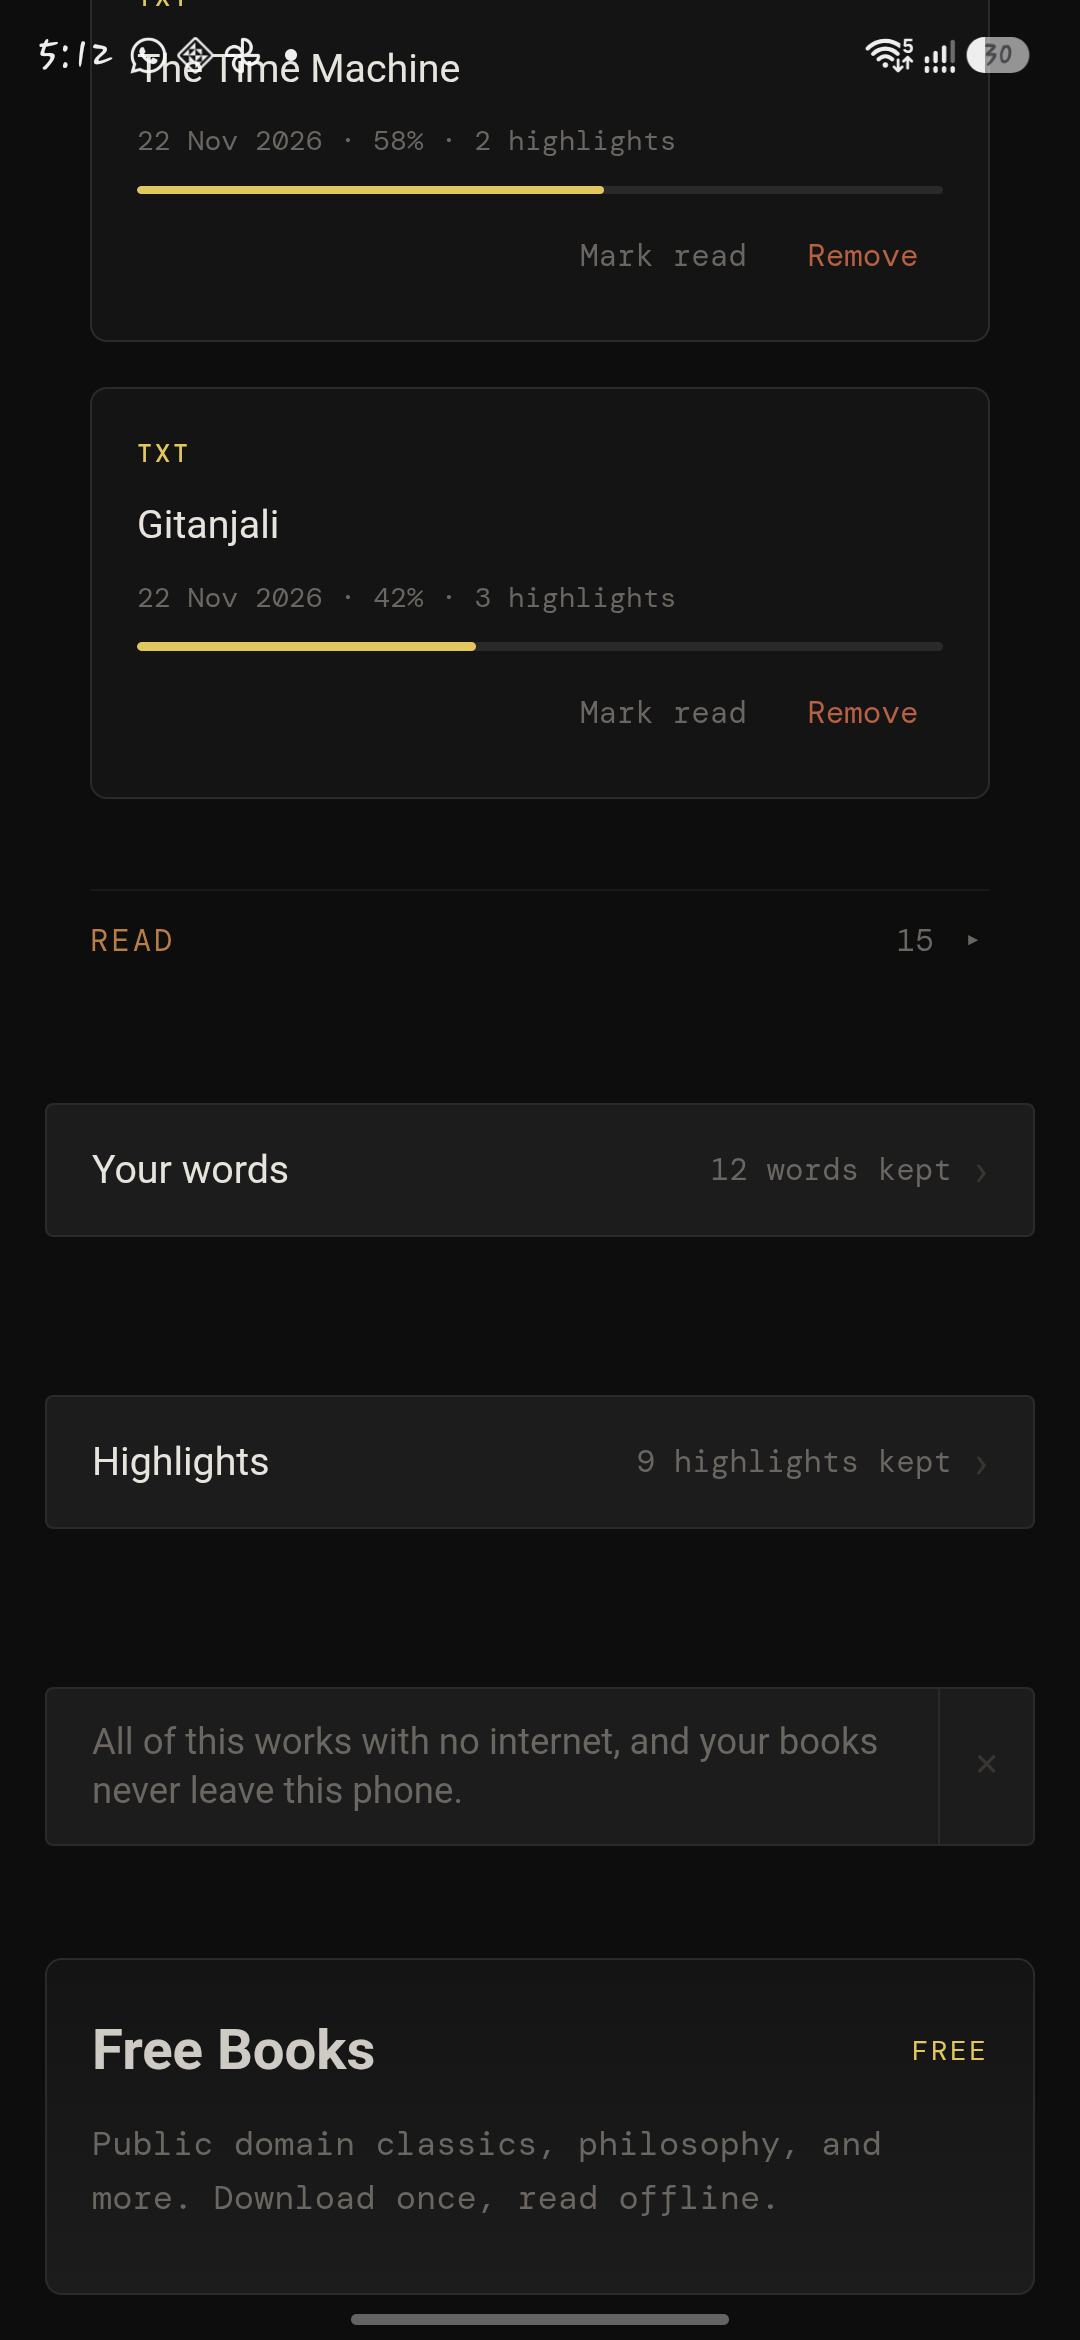 TXT
5:12
5
30
The Time Machine
22 Nov 2026 · 58% · 2 highlights
Mark read Remove
TXT
Gitanjali
22 Nov 2026 · 42% · 3 highlights
Mark read Remove
READ 15 ▸
Your words 12 words kept ›
Highlights 9 highlights kept ›
All of this works with no internet, and your books
never leave this phone. ×
Free Books FREE
Public domain classics, philosophy, and
more. Download once, read offline.